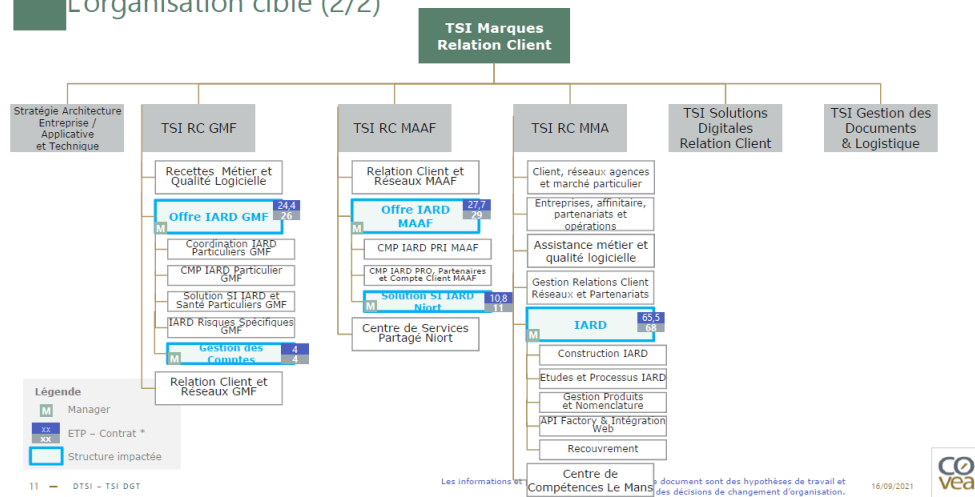 L'organisation cible (2/2)
TSI Marques
Relation Client
Stratégie Architecture
Entreprise /
Applicative
et Technique
TSI RC GMF
TSI RC MAAF
TSI RC MMA
TSI Solutions
Digitales
Relation Client
TSI Gestion des
Documents
& Logistique
Recettes Métier et
Qualité Logicielle
Offre IARD GMF
24,4
26
M
Coordination IARD
Particuliers GMF
CMP IARD Particulier
GMF
Solution SI IARD et
Santé Particuliers GMF
IARD Risques Spécifiques
GMF
Gestion des
Comptes
4
4
M
Relation Client et
Réseaux GMF
Relation Client et
Réseaux MAAF
Offre IARD
MAAF
27,7
29
M
CMP IARD PRI MAAF
CMP IARD PRO, Partenaires
et Compte Client MAAF
Solution SI IARD
Niort
10,8
11
M
Centre de Services
Partagé Niort
Client, réseaux agences
et marché particulier
Entreprises, affinitaire,
partenariats et
opérations
Assistance métier et
qualité logicielle
Gestion Relations Client
Réseaux et Partenariats
IARD
65,5
68
M
Construction IARD
Etudes et Processus IARD
Gestion Produits
et Nomenclature
API Factory & Intégration
Web
Recouvrement
Centre de
Compétences Le Mans
Légende
M Manager
xx
xx
ETP – Contrat *
Structure impactée
11 — DTSI – TSI DGT
Les informations et
document sont des hypothèses de travail et
des décisions de changement d'organisation.
16/09/2021
COVEA